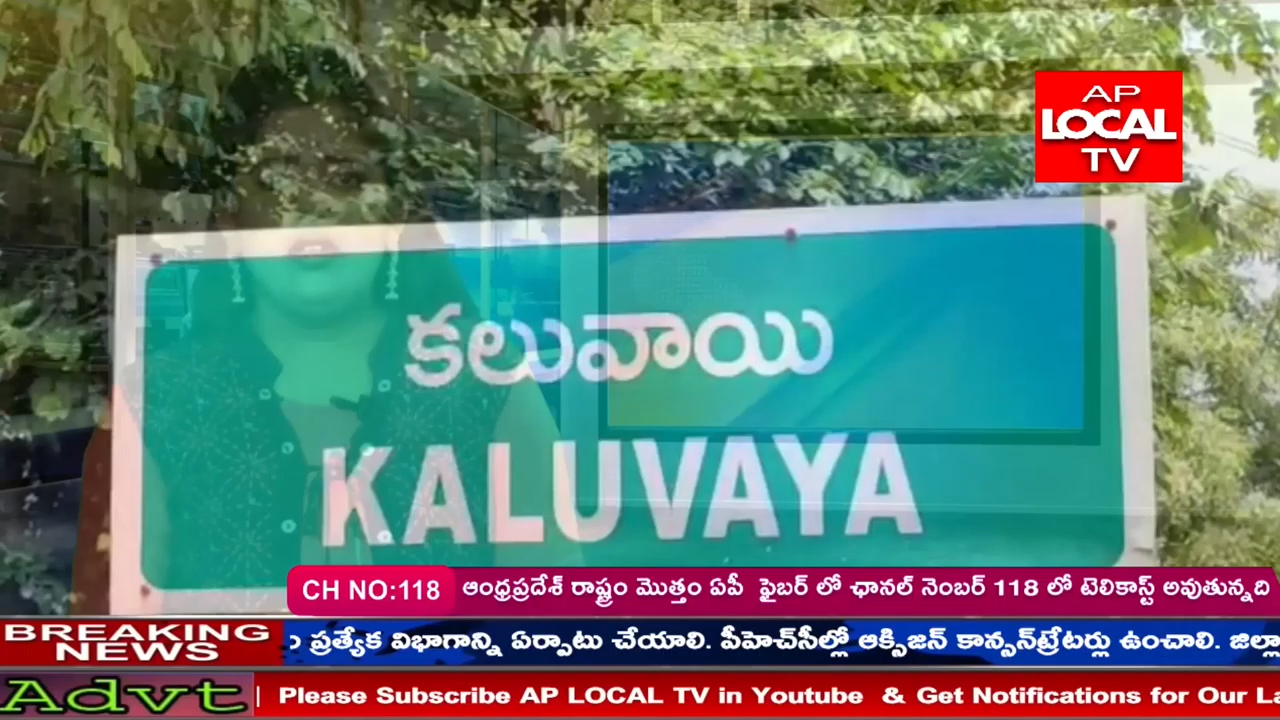 AP
LOCAL
TV
కలువాయి
KALUVAYA
CH NO:118 ఆంధ్రప్రదేశ్ రాష్ట్రం మొత్తం ఏపీ ఫైబర్ లో ఛానల్ నెంబర్ 118 లో టెలికాస్ట్ అవుతున్నది
BREAKING
NEWS
ప్రత్యేక విభాగాన్ని ఏర్పాటు చేయాలి. పీహెచ్‌సీల్లో ఆక్సిజన్ కాన్సన్‌ట్రేటర్లు ఉంచాలి. జిల్లా
Advt | Please Subscribe AP LOCAL TV in Youtube & Get Notifications for Our